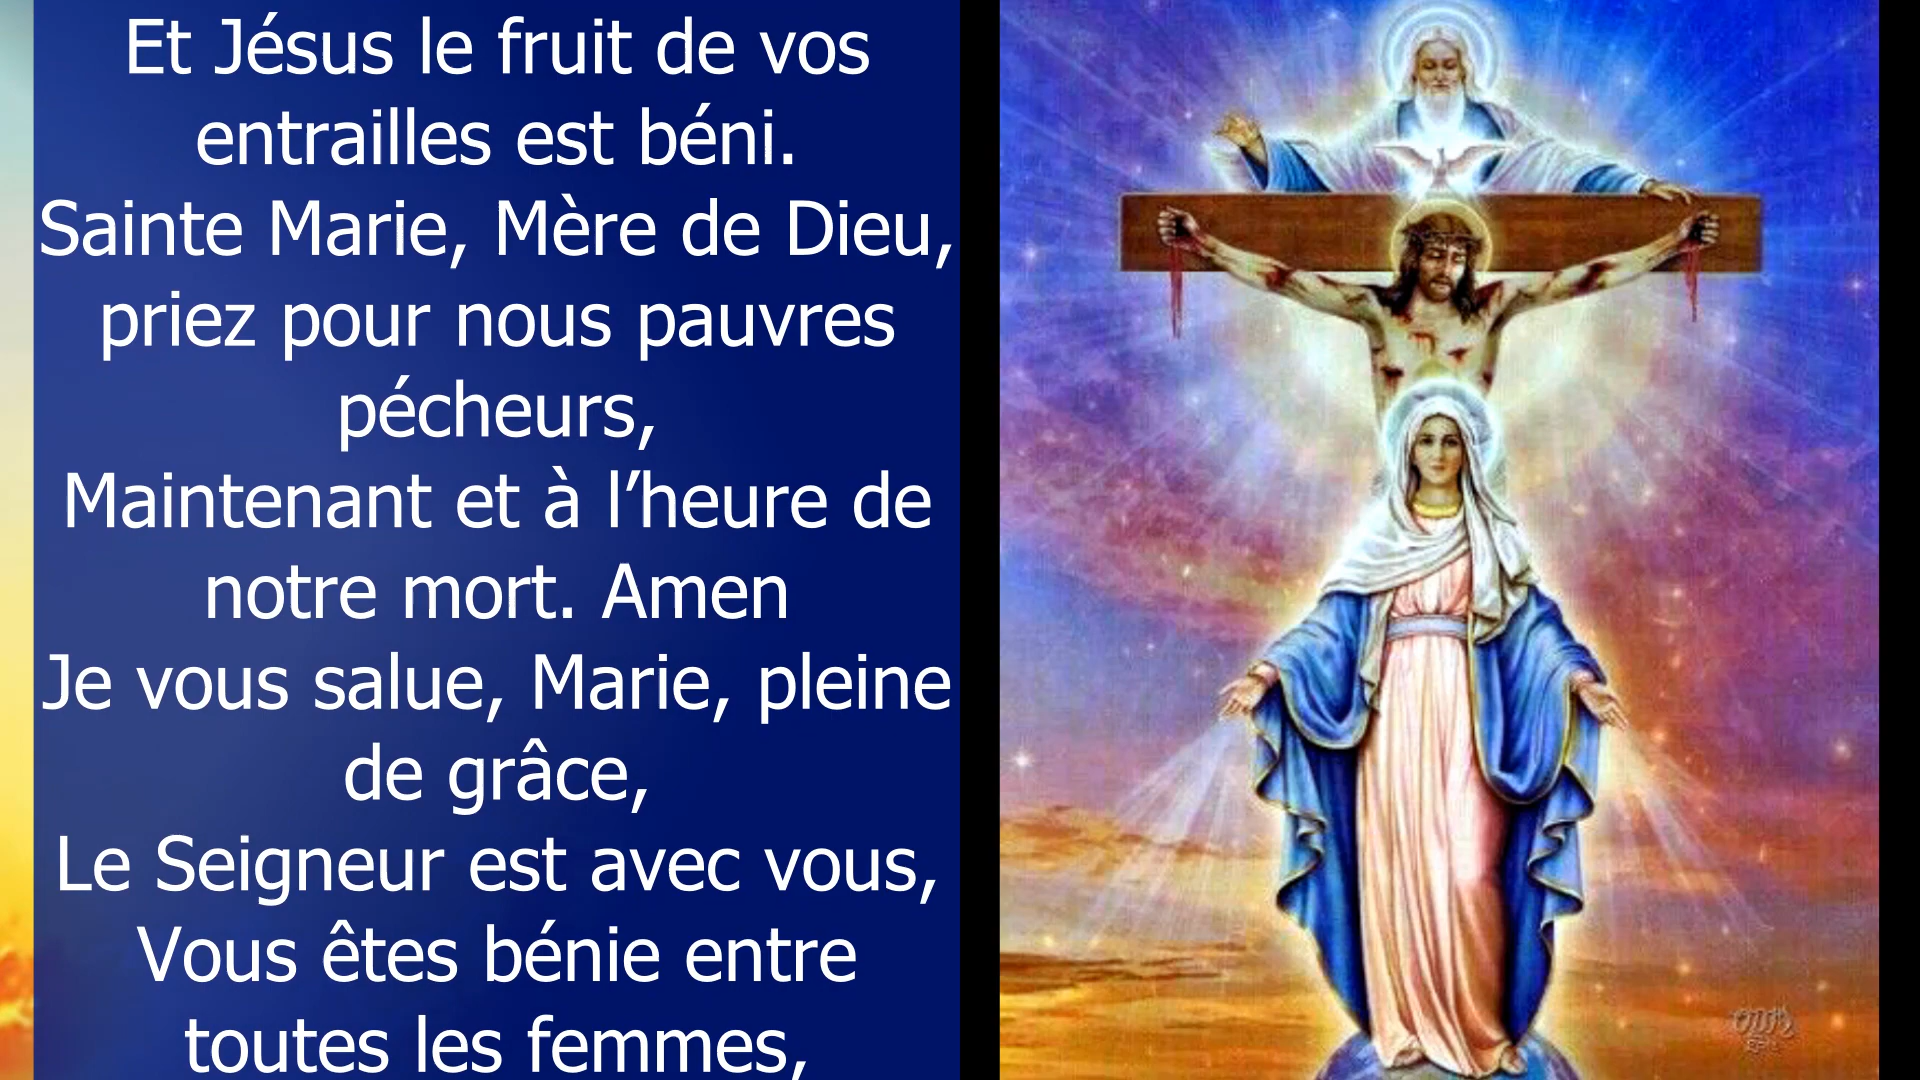 Et Jésus le fruit de vos
entrailles est béni.
Sainte Marie, Mère de Dieu,
priez pour nous pauvres
pécheurs,
Maintenant et à l’heure de
notre mort. Amen
Je vous salue, Marie, pleine
de grâce,
Le Seigneur est avec vous,
Vous êtes bénie entre
toutes les femmes,